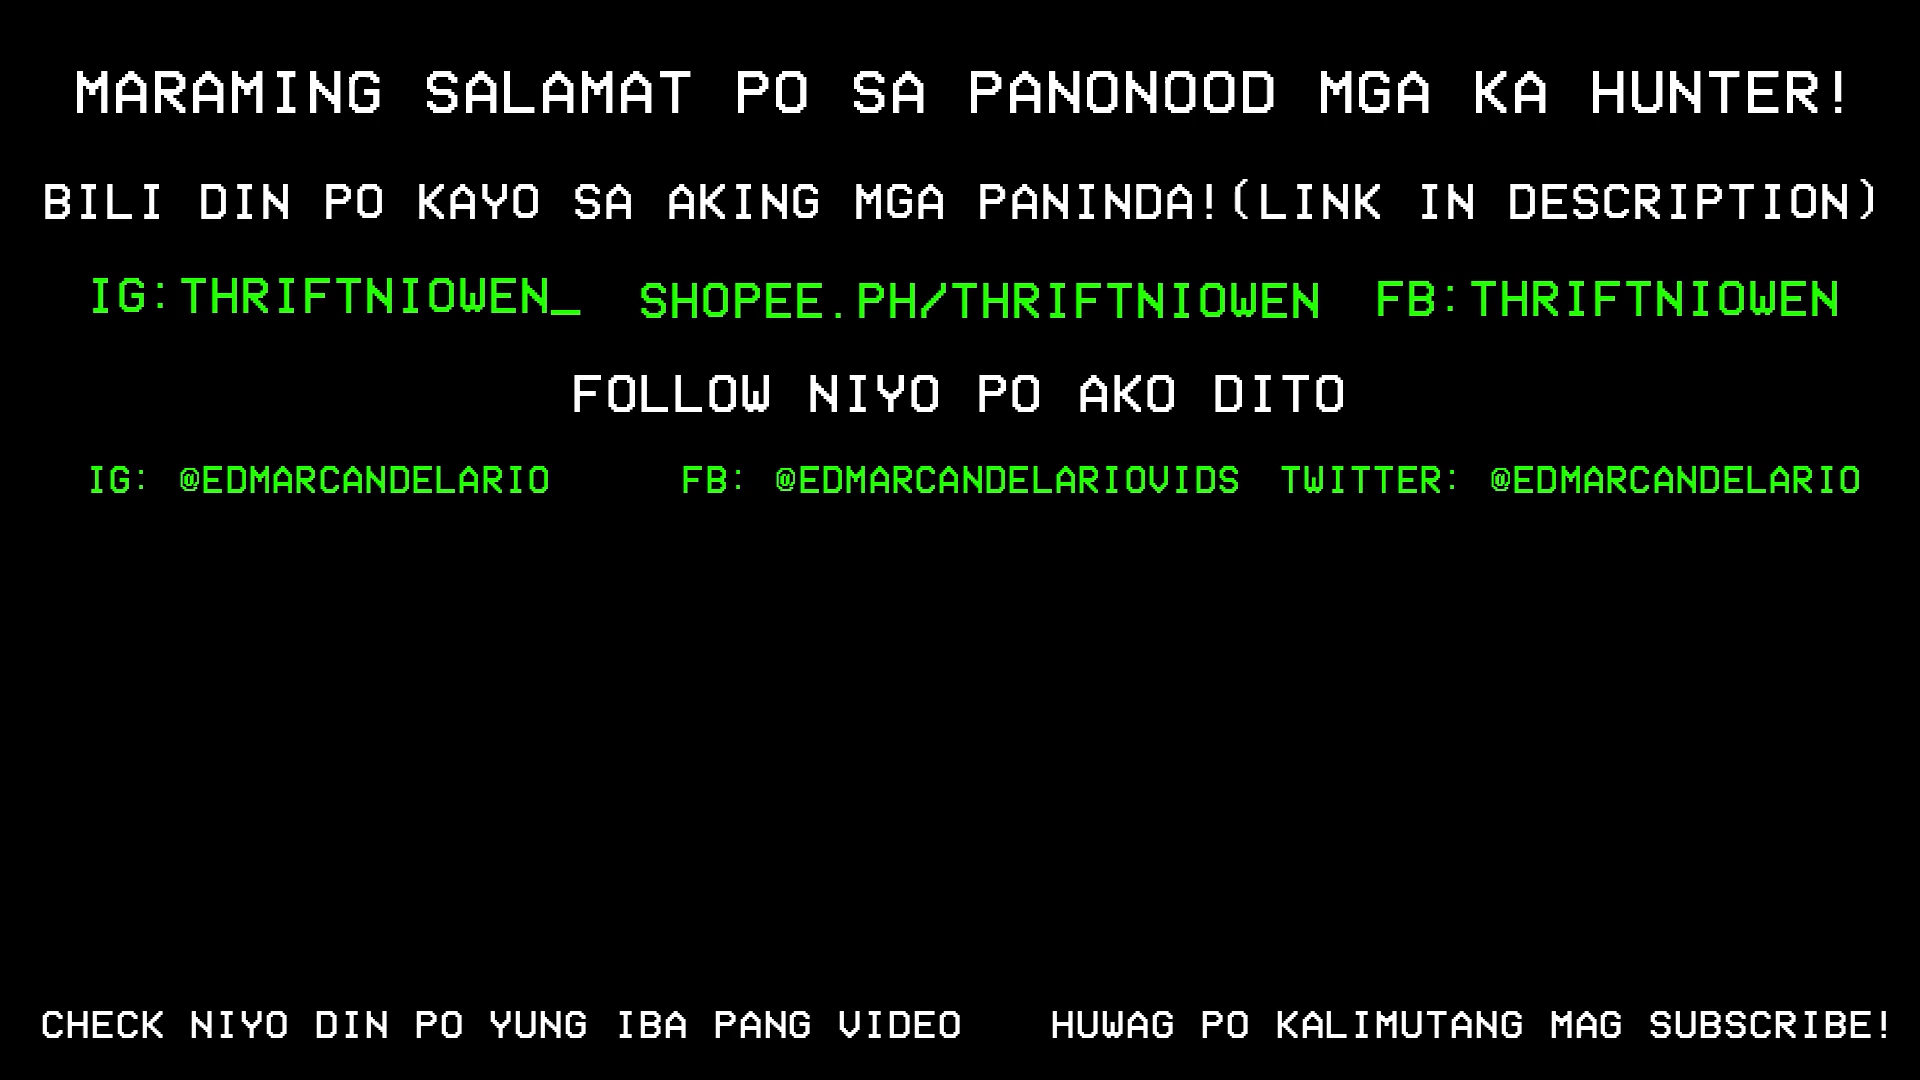 MARAMING SALAMAT PO SA PANONOOD MGA KA HUNTER!
BILI DIN PO KAYO SA AKING MGA PANINDA!(LINK IN DESCRIPTION)
IG:THRIFTNIOWEN_ SHOPEE.PH/THRIFTNIOWEN FB:THRIFTNIOWEN
FOLLOW NIYO PO AKO DITO
IG: @EDMARCANDELARIO FB: @EDMARCANDELARIOVIDS TWITTER: @EDMARCANDELARIO
CHECK NIYO DIN PO YUNG IBA PANG VIDEO HUWAG PO KALIMUTANG MAG SUBSCRIBE!